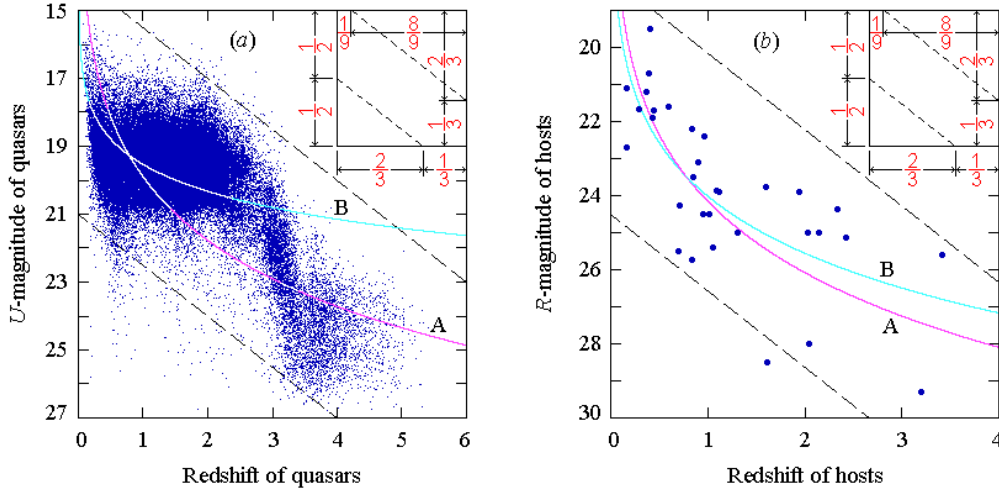 (a)
1/9 8/9
1/2
1/2
2/3
1/3
2/3 1/3
15
17
19
21
23
25
27
U-magnitude of quasars
B
A
0 1 2 3 4 5 6
Redshift of quasars
(b)
1/9 8/9
1/2
1/2
2/3
1/3
2/3 1/3
20
22
24
26
28
30
R-magnitude of hosts
B
A
0 1 2 3 4
Redshift of hosts